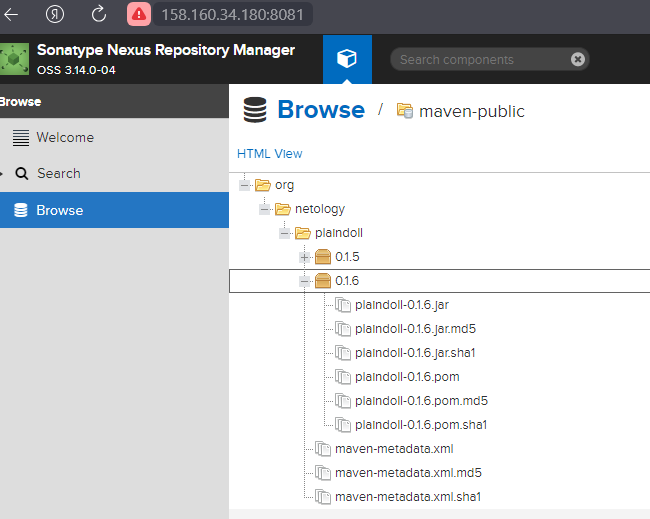 Я
158.160.34.180:8081
Sonatype Nexus Repository Manager
OSS 3.14.0-04
Search components
Browse
Welcome
Search
Browse
Browse / maven-public
HTML View
org
netology
plaindoll
0.1.5
0.1.6
plaindoll-0.1.6.jar
plaindoll-0.1.6.jar.md5
plaindoll-0.1.6.jar.sha1
plaindoll-0.1.6.pom
plaindoll-0.1.6.pom.md5
plaindoll-0.1.6.pom.sha1
maven-metadata.xml
maven-metadata.xml.md5
maven-metadata.xml.sha1